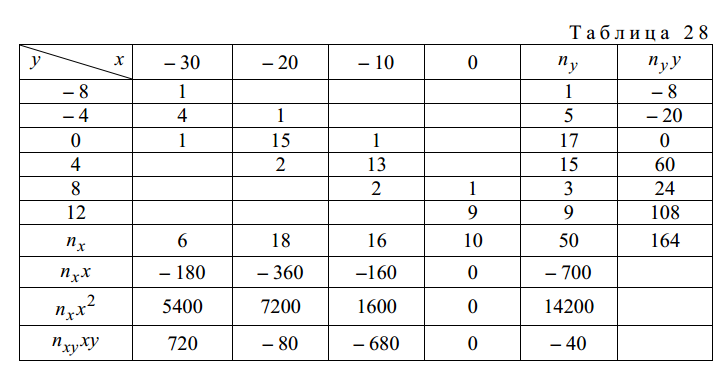 Таблица 28
y x −30 −20 −10 0 n_y n_y y
−8 1 1 −8
−4 4 1 5 −20
0 1 15 1 17 0
4 2 13 15 60
8 2 1 3 24
12 9 9 108
n_x 6 18 16 10 50 164
n_x x −180 −360 −160 0 −700
n_x x² 5400 7200 1600 0 14200
n_xy xy 720 −80 −680 0 −40